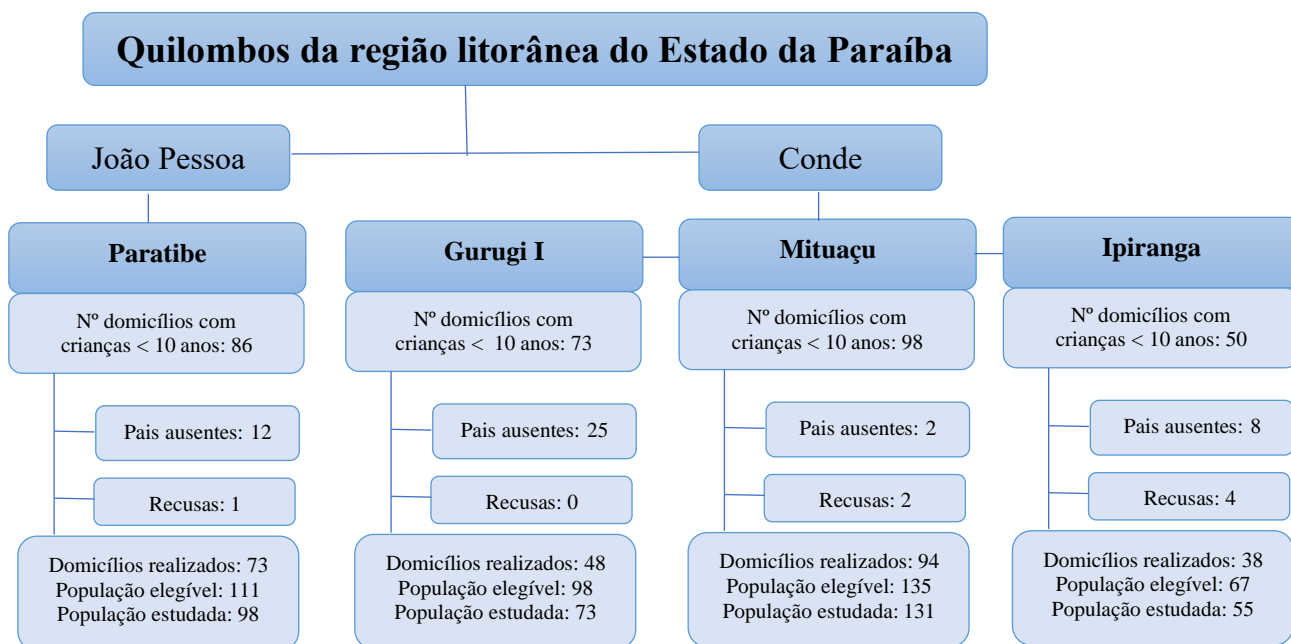 Quilombos da região litorânea do Estado da Paraíba
João Pessoa
Conde
Paratibe
Nº domicílios com
crianças < 10 anos: 86
Pais ausentes: 12
Recusas: 1
Domicílios realizados: 73
População elegível: 111
População estudada: 98
Gurugi I
Nº domicílios com
crianças < 10 anos: 73
Pais ausentes: 25
Recusas: 0
Domicílios realizados: 48
População elegível: 98
População estudada: 73
Mituaçu
Nº domicílios com
crianças < 10 anos: 98
Pais ausentes: 2
Recusas: 2
Domicílios realizados: 94
População elegível: 135
População estudada: 131
Ipiranga
Nº domicílios com
crianças < 10 anos: 50
Pais ausentes: 8
Recusas: 4
Domicílios realizados: 38
População elegível: 67
População estudada: 55